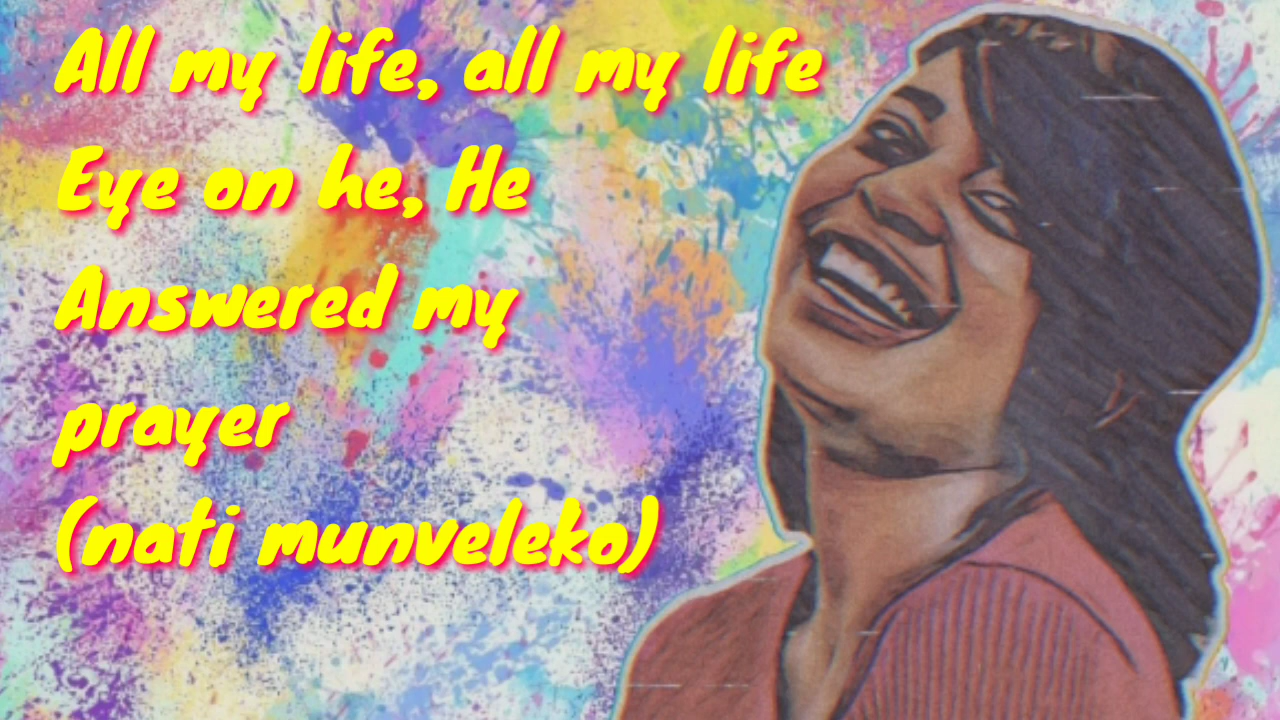 All my life, all my life
Eye on he, He
Answered my
prayer
(nati munveleko)